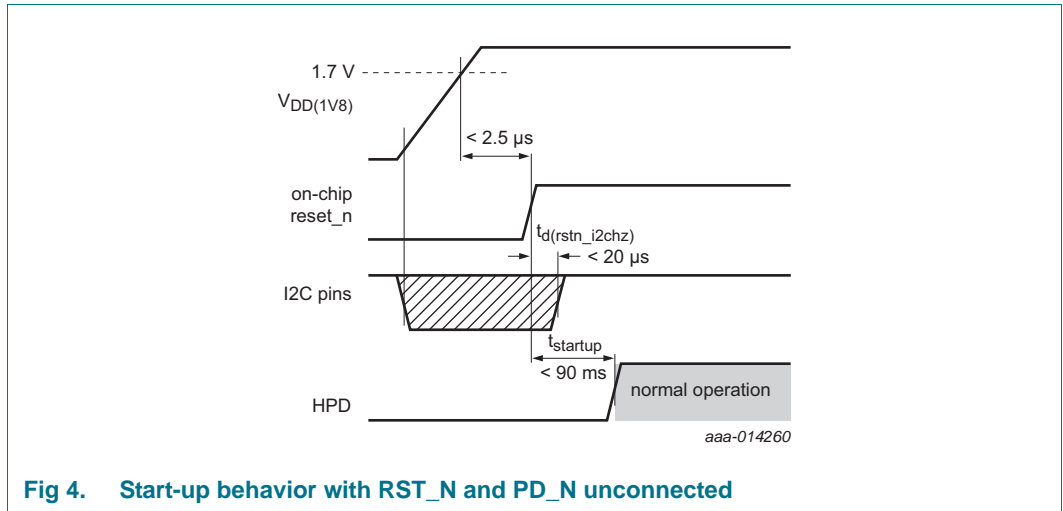 1.7 V
VDD(1V8)
< 2.5 μs
on-chip
reset_n
td(rstn_i2chz)
< 20 μs
I2C pins
tstartup
< 90 ms
normal operation
HPD
aaa-014260
Fig 4. Start-up behavior with RST_N and PD_N unconnected